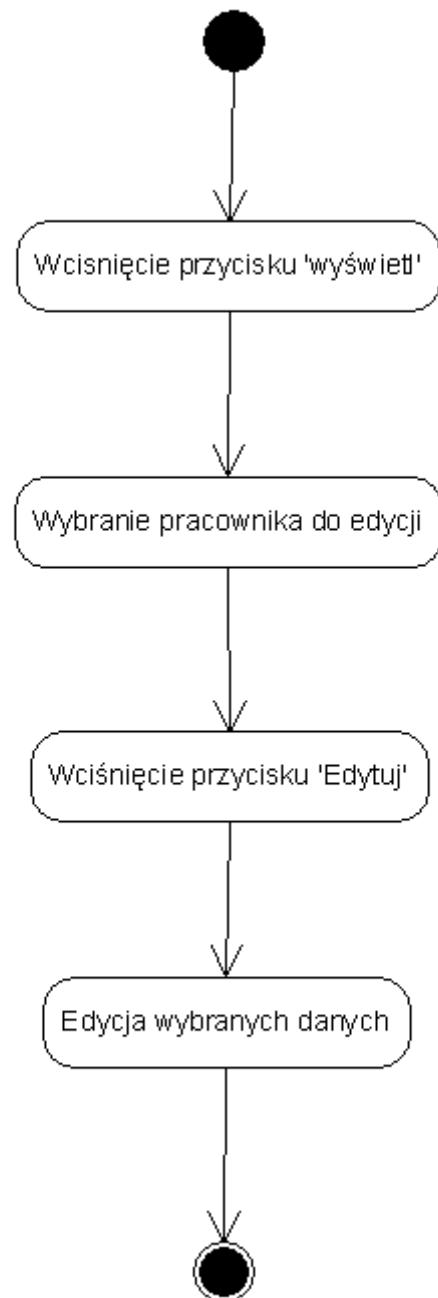 Wcisnięcie przycisku 'wyświetl'
Wybranie pracownika do edycji
Wciśnięcie przycisku 'Edytuj'
Edycja wybranych danych